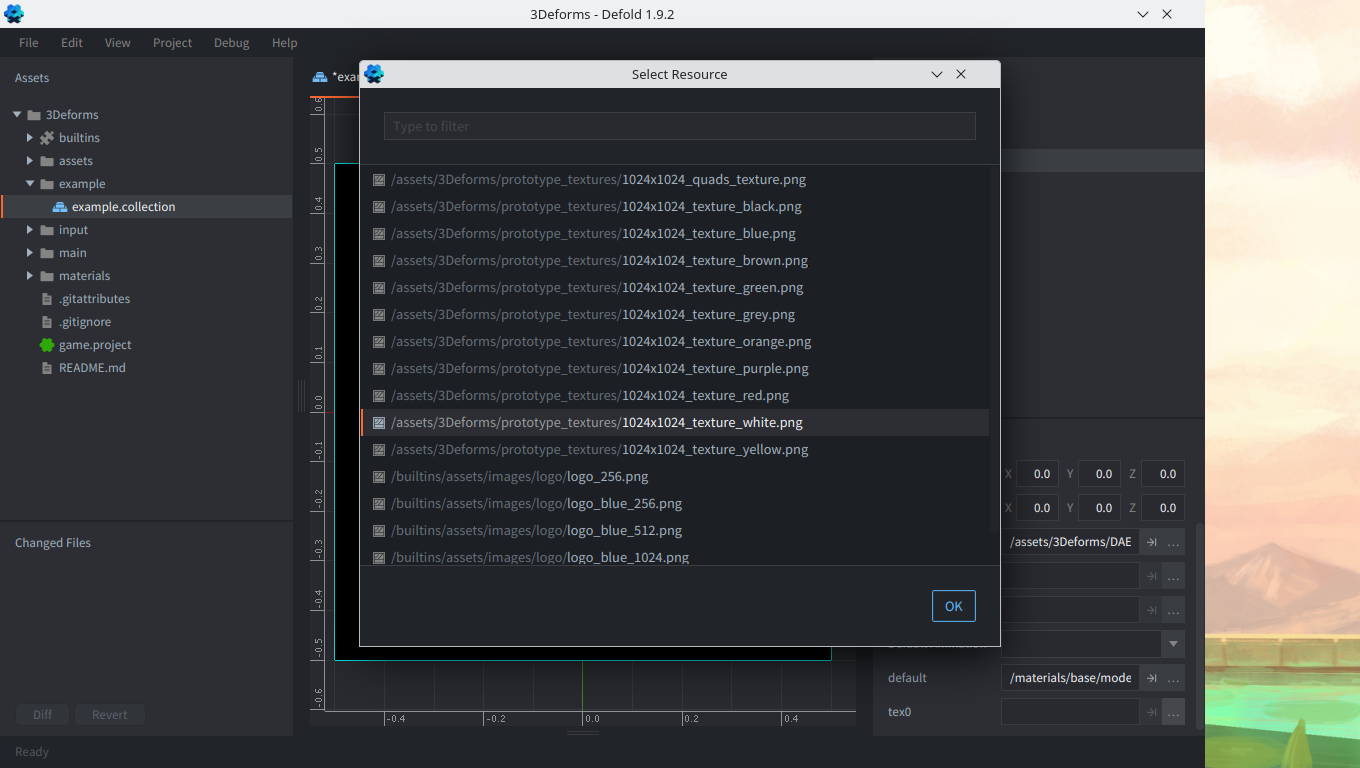 3Deforms - Defold 1.9.2
File Edit View Project Debug Help
Assets
3Deforms
builtins
assets
example
example.collection
input
main
materials
.gitattributes
.gitignore
game.project
README.md
Changed Files
Diff Revert
Ready
*exa
0.6
0.5
0.4
0.3
0.2
0.1
0.0
-0.1
-0.2
-0.3
-0.4
-0.5
-0.6
-0.4 -0.2 0.0 0.2 0.4
Select Resource
Type to filter
/assets/3Deforms/prototype_textures/1024x1024_quads_texture.png
/assets/3Deforms/prototype_textures/1024x1024_texture_black.png
/assets/3Deforms/prototype_textures/1024x1024_texture_blue.png
/assets/3Deforms/prototype_textures/1024x1024_texture_brown.png
/assets/3Deforms/prototype_textures/1024x1024_texture_green.png
/assets/3Deforms/prototype_textures/1024x1024_texture_grey.png
/assets/3Deforms/prototype_textures/1024x1024_texture_orange.png
/assets/3Deforms/prototype_textures/1024x1024_texture_purple.png
/assets/3Deforms/prototype_textures/1024x1024_texture_red.png
/assets/3Deforms/prototype_textures/1024x1024_texture_white.png
/assets/3Deforms/prototype_textures/1024x1024_texture_yellow.png
/builtins/assets/images/logo/logo_256.png
/builtins/assets/images/logo/logo_blue_256.png
/builtins/assets/images/logo/logo_blue_512.png
/builtins/assets/images/logo/logo_blue_1024.png
OK
X 0.0 Y 0.0 Z 0.0
X 0.0 Y 0.0 Z 0.0
/assets/3Deforms/DAE ...
...
...
default /materials/base/mode ...
tex0 ...